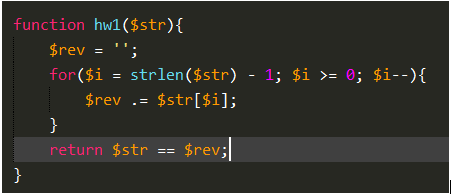 function hw1($str){
    $rev = '';
    for($i = strlen($str) - 1; $i >= 0; $i--){
        $rev .= $str[$i];
    }
    return $str == $rev;
}